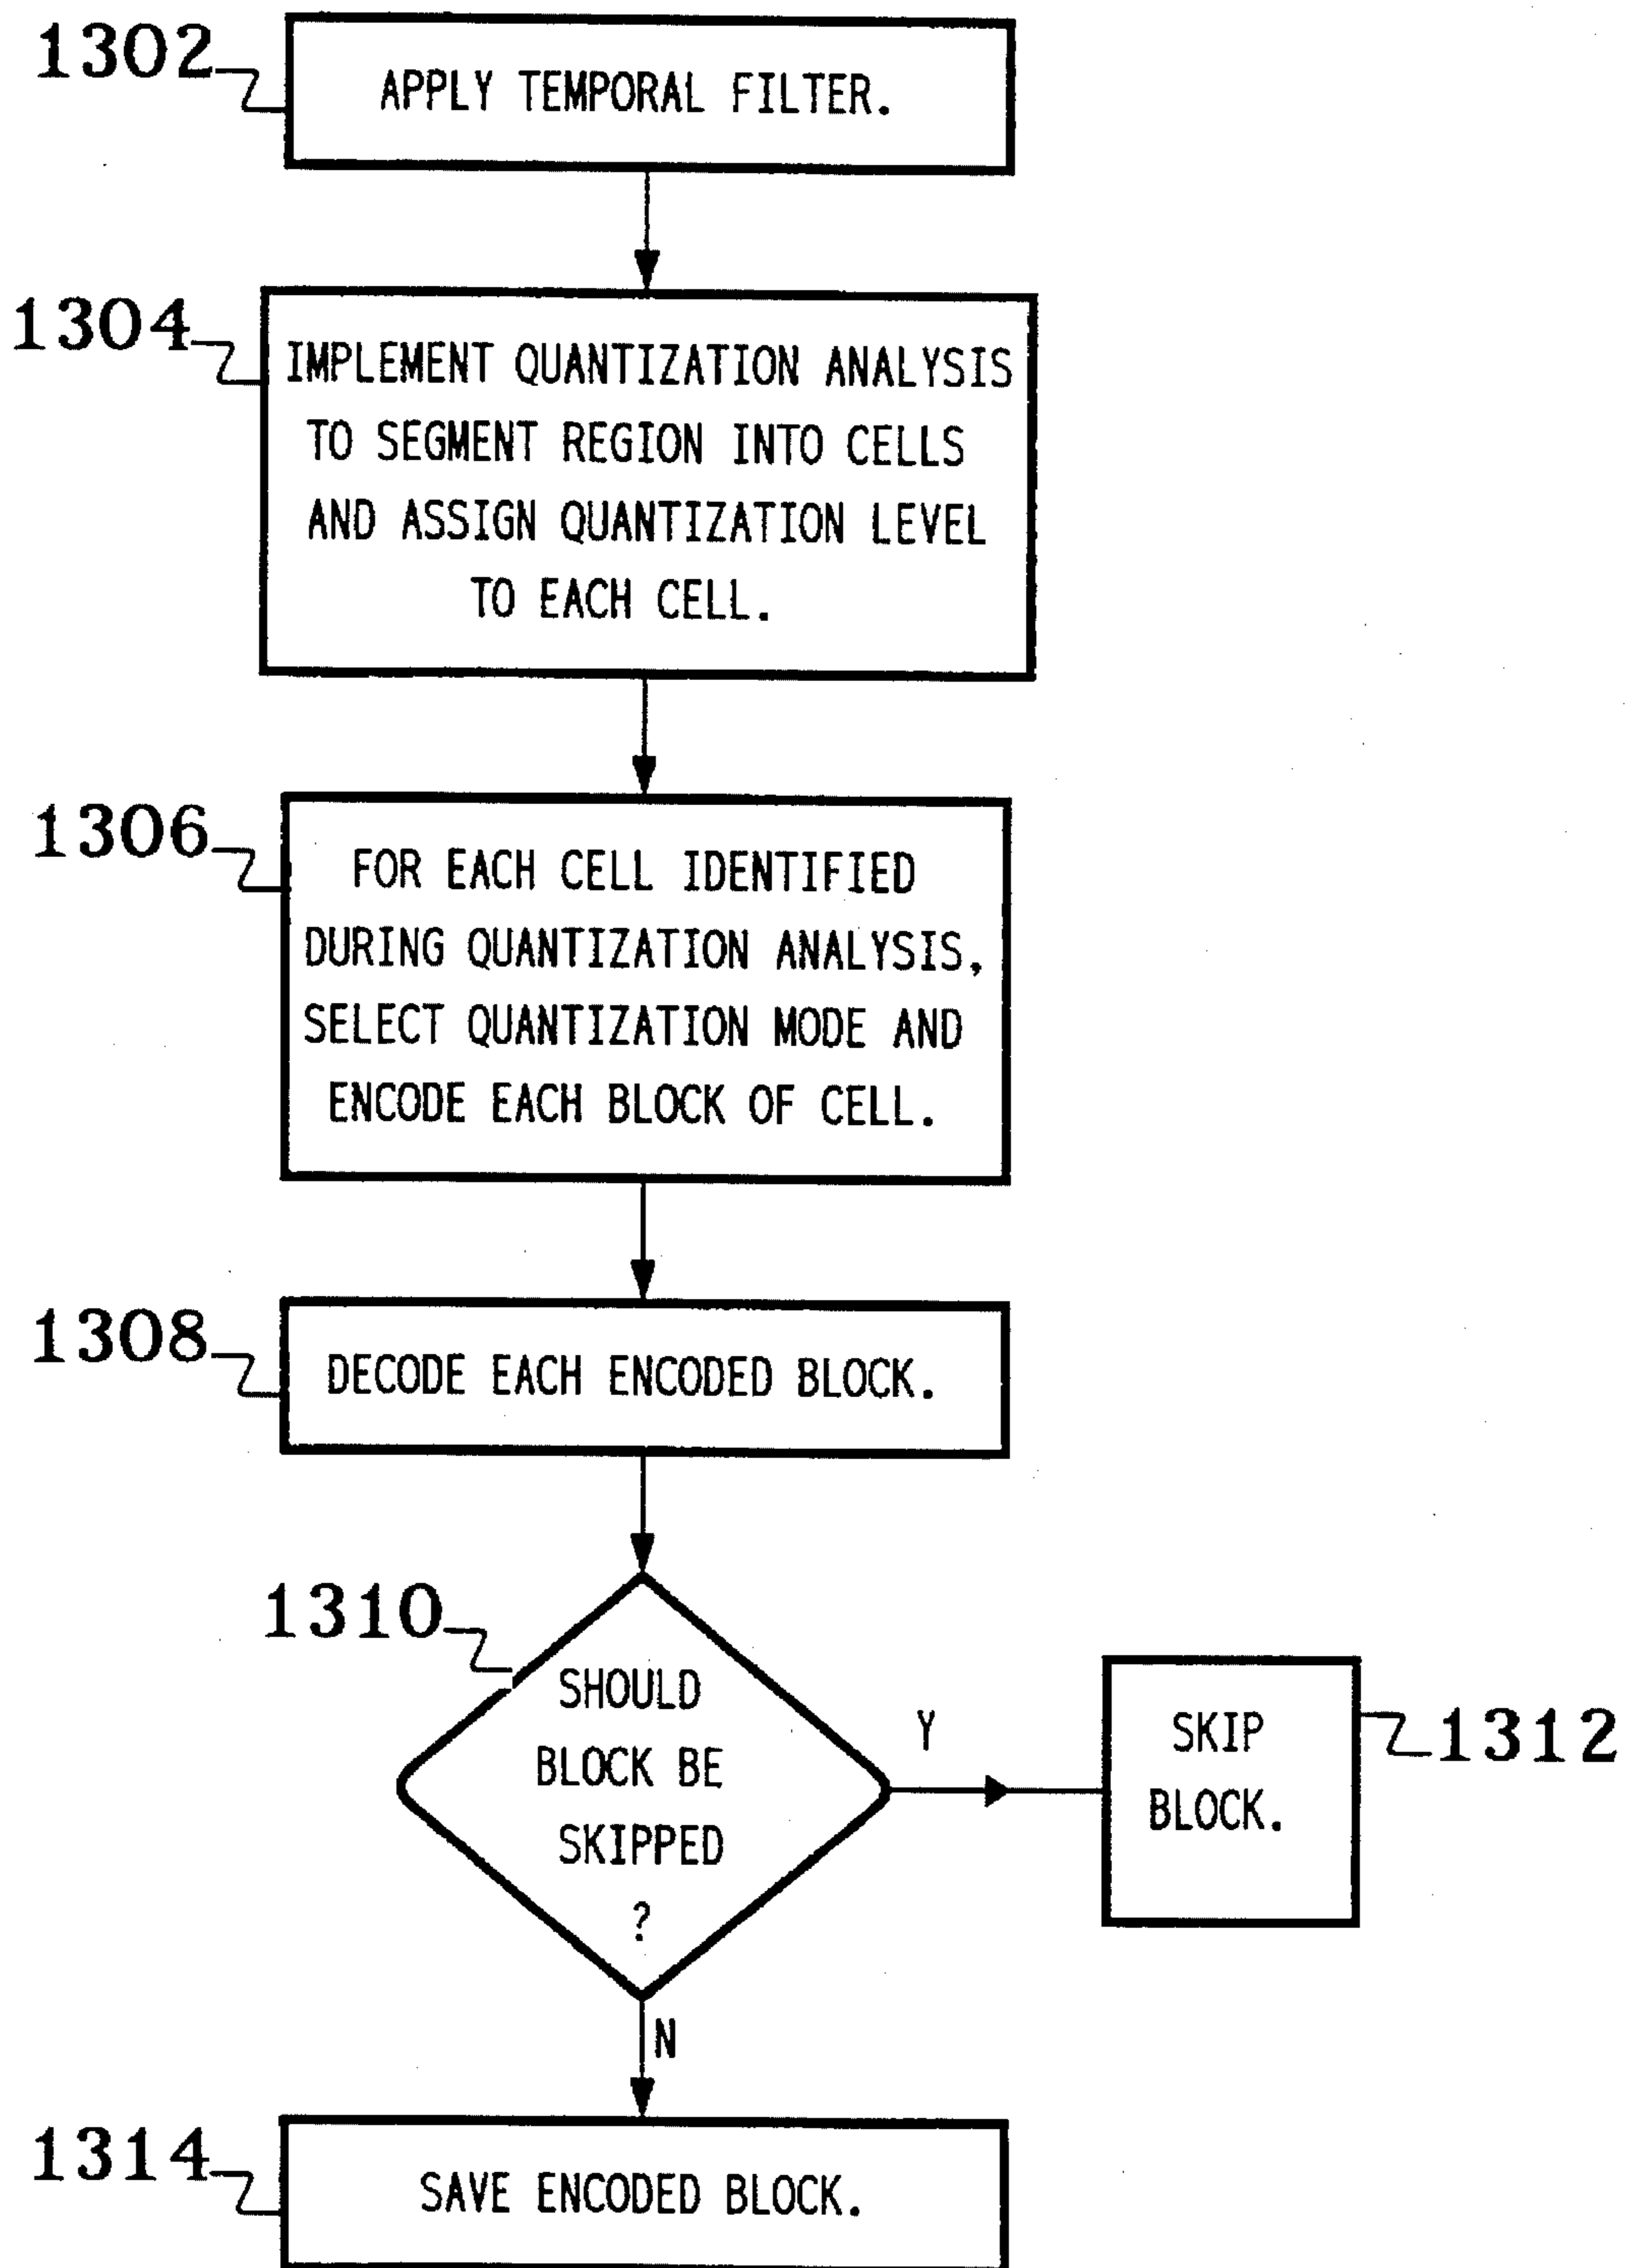 1302
APPLY TEMPORAL FILTER.
1304
IMPLEMENT QUANTIZATION ANALYSIS
TO SEGMENT REGION INTO CELLS
AND ASSIGN QUANTIZATION LEVEL
TO EACH CELL.
1306
FOR EACH CELL IDENTIFIED
DURING QUANTIZATION ANALYSIS,
SELECT QUANTIZATION MODE AND
ENCODE EACH BLOCK OF CELL.
1308
DECODE EACH ENCODED BLOCK.
1310
SHOULD
BLOCK BE
SKIPPED
?
Y
SKIP
BLOCK.
1312
N
1314
SAVE ENCODED BLOCK.